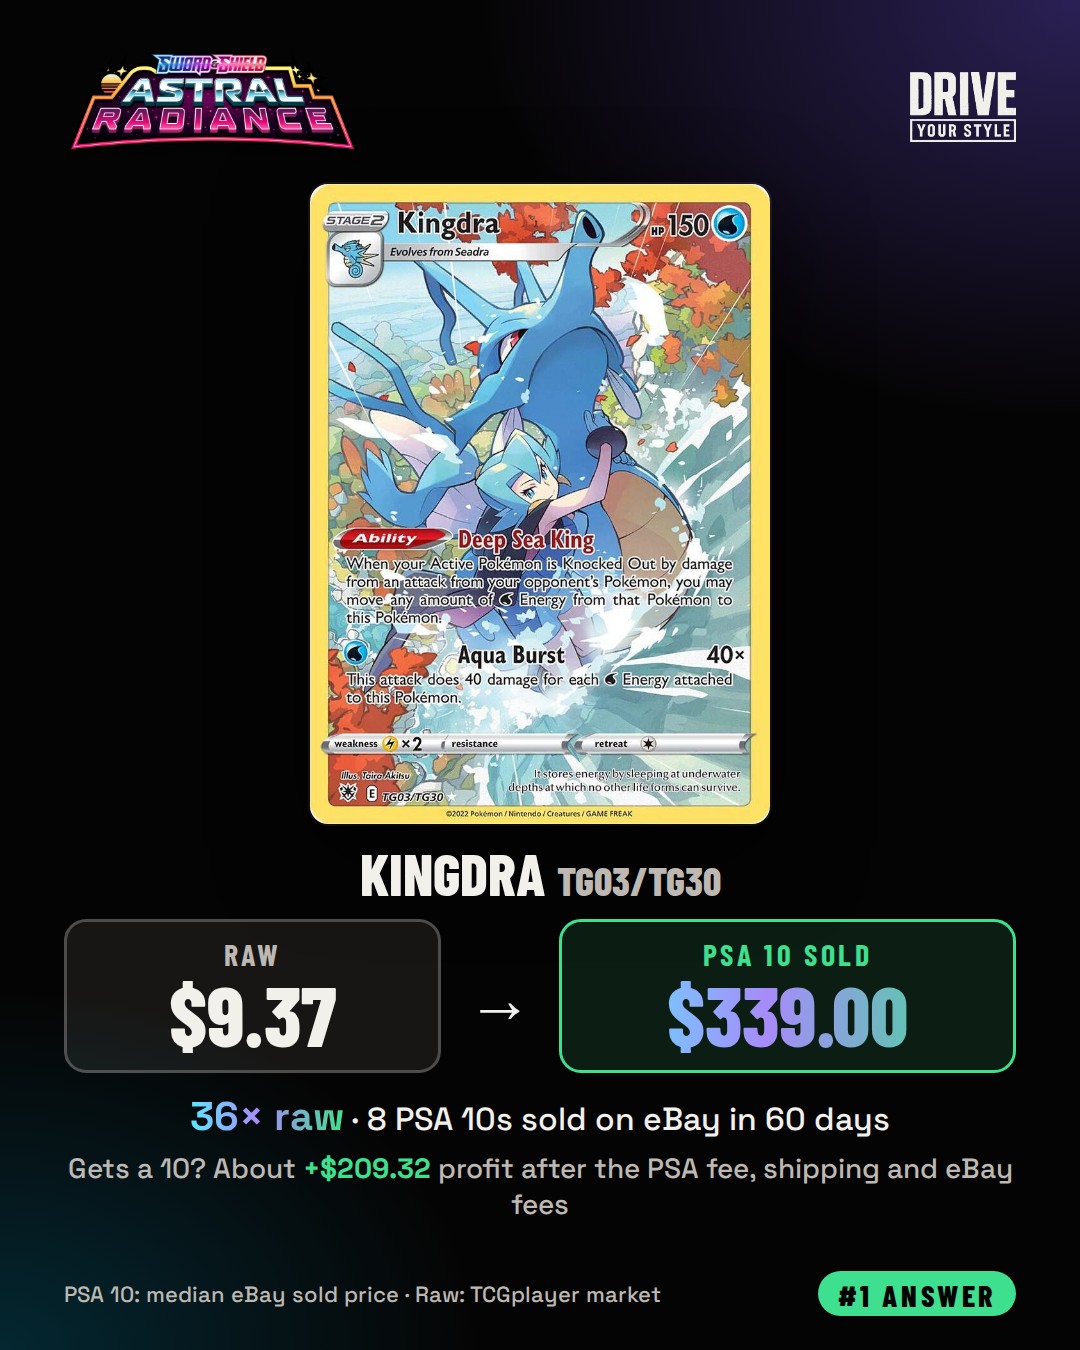 SWORD & SHIELD
ASTRAL
RADIANCE
DRIVE
YOUR STYLE
STAGE 2
Kingdra
HP 150
Evolves from Seadra
Ability Deep Sea King
When your Active Pokémon is Knocked Out by damage
from an attack from your opponent's Pokémon, you may
move any amount of Energy from that Pokémon to
this Pokémon.
Aqua Burst 40×
This attack does 40 damage for each Energy attached
to this Pokémon.
weakness ×2 resistance retreat
Illus. Taira Akitsu
E TG03/TG30
It stores energy by sleeping at underwater
depths at which no other life forms can survive.
©2022 Pokémon / Nintendo / Creatures / GAME FREAK
KINGDRA TG03/TG30
RAW
$9.37
→
PSA 10 SOLD
$339.00
36× raw · 8 PSA 10s sold on eBay in 60 days
Gets a 10? About +$209.32 profit after the PSA fee, shipping and eBay
fees
PSA 10: median eBay sold price · Raw: TCGplayer market
#1 ANSWER